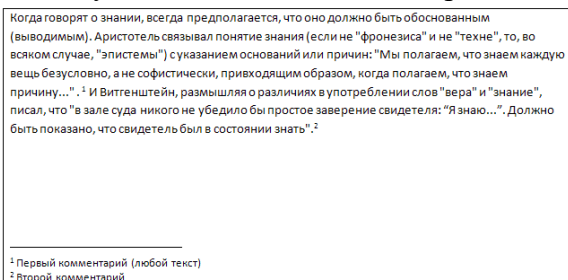 Когда говорят о знании, всегда предполагается, что оно должно быть обоснованным
(выводимым). Аристотель связывал понятие знания (если не "фронезиса" и не "техне", то, во
всяком случае, "эпистемы") с указанием оснований или причин: "Мы полагаем, что знаем каждую
вещь безусловно, а не софистически, привходящим образом, когда полагаем, что знаем
причину...". ¹ И Витгенштейн, размышляя о различиях в употреблении слов "вера" и "знание",
писал, что "в зале суда никого не убедило бы простое заверение свидетеля: “Я знаю...”. Должно
быть показано, что свидетель был в состоянии знать".²
¹ Первый комментарий (любой текст)
² Второй комментарий